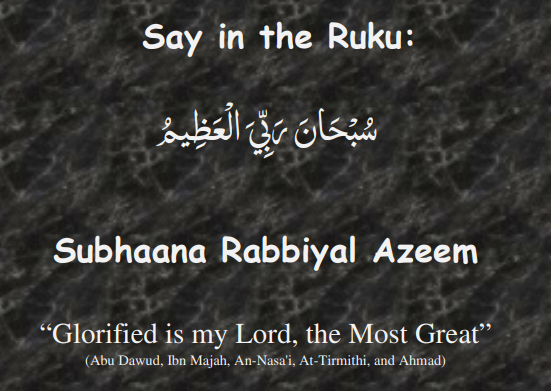 Say in the Ruku:
سُبْحَانَ رَبِّيَ الْعَظِيمُ
Subhaana Rabbiyal Azeem
“Glorified is my Lord, the Most Great”
(Abu Dawud, Ibn Majah, An-Nasa'i, At-Tirmithi, and Ahmad)